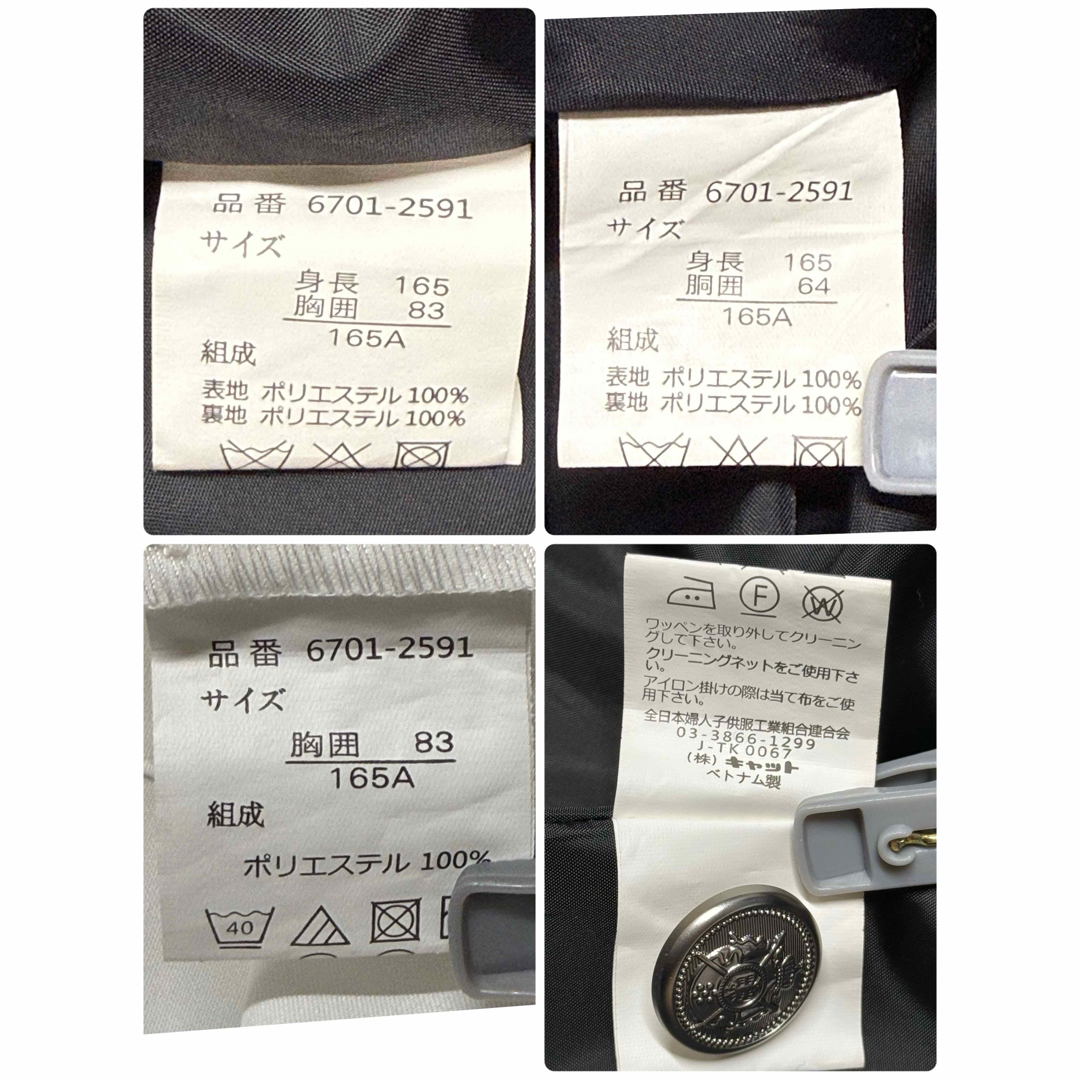 品番 6701-2591
サイズ
身長 165
胸囲 83
165A
組成
表地 ポリエステル 100%
裏地 ポリエステル 100%
品番 6701-2591
サイズ
身長 165
胴囲 64
165A
組成
表地 ポリエステル 100%
裏地 ポリエステル 100%
品番 6701-2591
サイズ
胸囲 83
165A
組成
ポリエステル 100%
40
F
W
ワッペンを取り外してクリーニン
グして下さい。
クリーニングネットをご使用下さ
い。
アイロン掛けの際は当て布をご使
用下さい。
全日本婦人子供服工業組合連合会
03-3866-1299
J-TK0067
(株) キャット
ベトナム製